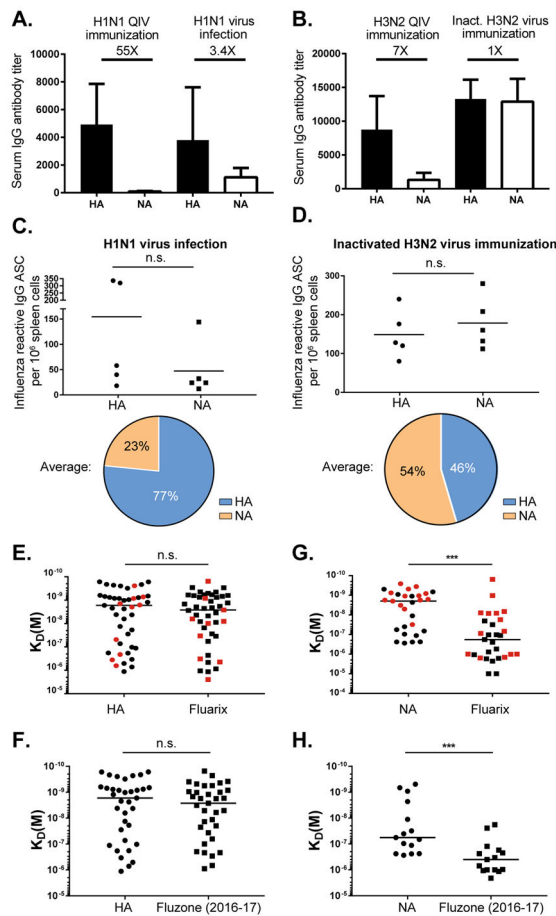 A.
H1N1 QIV immunization
H1N1 virus infection
55X
3.4X
Serum IgG antibody titer
10000
8000
6000
4000
2000
0
HA
NA
HA
NA
B.
H3N2 QIV immunization
Inact. H3N2 virus immunization
7X
1X
Serum IgG antibody titer
20000
15000
10000
5000
0
HA
NA
HA
NA
C.
H1N1 virus infection
n.s.
Influenza reactive IgG ASC per 10⁶ spleen cells
350
300
250
200
150
100
50
0
HA
NA
Average:
23%
77%
HA
NA
D.
Inactivated H3N2 virus immunization
n.s.
Influenza reactive IgG ASC per 10⁶ spleen cells
300
200
100
0
HA
NA
Average:
54%
46%
HA
NA
E.
n.s.
K_D(M)
10⁻¹⁰
10⁻⁹
10⁻⁸
10⁻⁷
10⁻⁶
10⁻⁵
HA
Fluarix
G.
***
K_D(M)
10⁻¹⁰
10⁻⁹
10⁻⁸
10⁻⁷
10⁻⁶
10⁻⁵
10⁻⁴
NA
Fluarix
F.
n.s.
K_D(M)
10⁻¹⁰
10⁻⁹
10⁻⁸
10⁻⁷
10⁻⁶
10⁻⁵
HA
Fluzone (2016-17)
H.
***
K_D(M)
10⁻¹⁰
10⁻⁹
10⁻⁸
10⁻⁷
10⁻⁶
10⁻⁵
NA
Fluzone (2016-17)